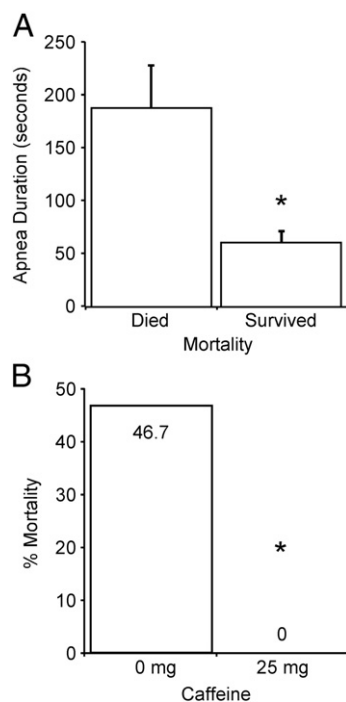 A
Apnea Duration (seconds)
250
200
150
100
50
0
*
Died Survived
Mortality
B
% Mortality
50
40
30
20
10
0
46.7
*
0
0 mg 25 mg
Caffeine